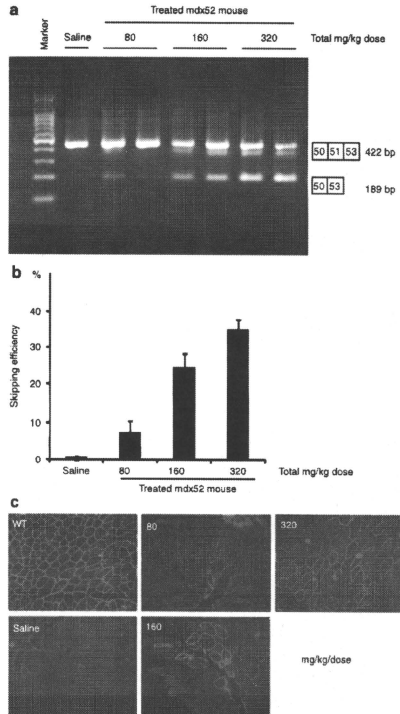 a
Treated mdx52 mouse
Marker Saline 80 160 320 Total mg/kg dose
50 51 53 422 bp
50 53 189 bp
b
%
40
30
20
10
0
Skipping efficiency
Saline 80 160 320 Total mg/kg dose
Treated mdx52 mouse
c
WT 80 320
Saline 160 mg/kg/dose